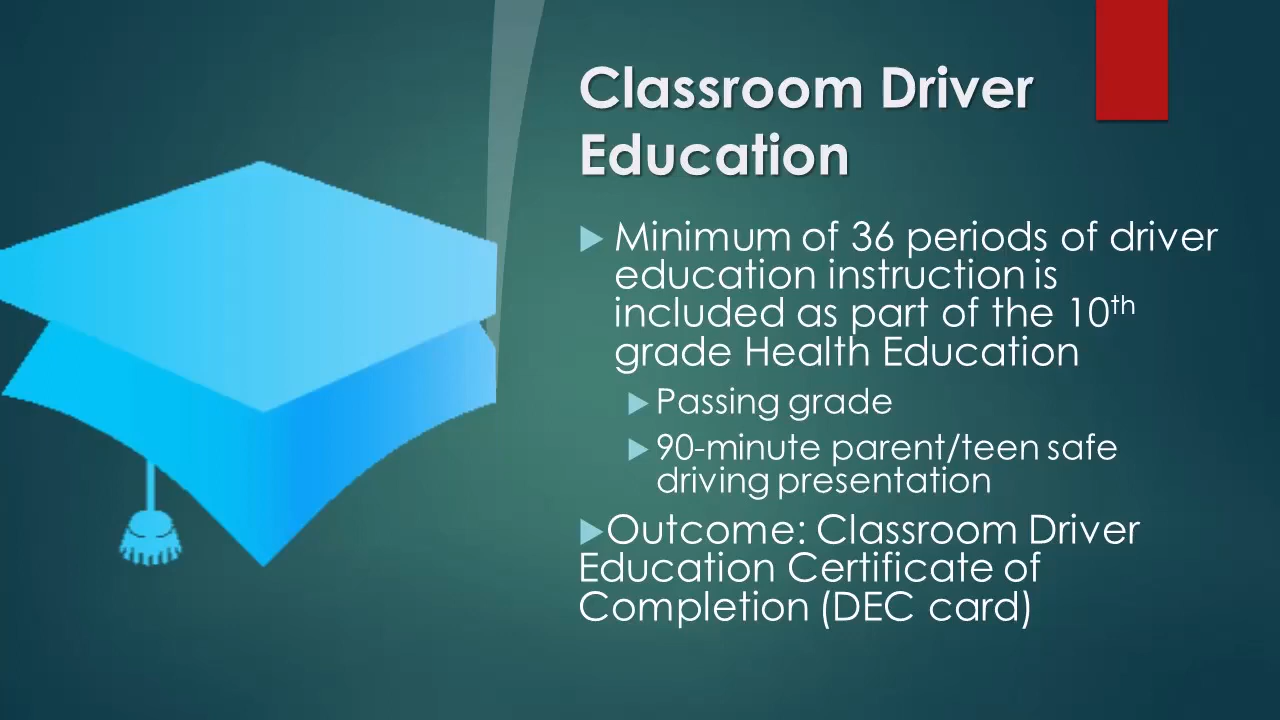 Classroom Driver
Education
Minimum of 36 periods of driver
education instruction is
included as part of the 10th
grade Health Education
Passing grade
90-minute parent/teen safe
driving presentation
Outcome: Classroom Driver
Education Certificate of
Completion (DEC card)